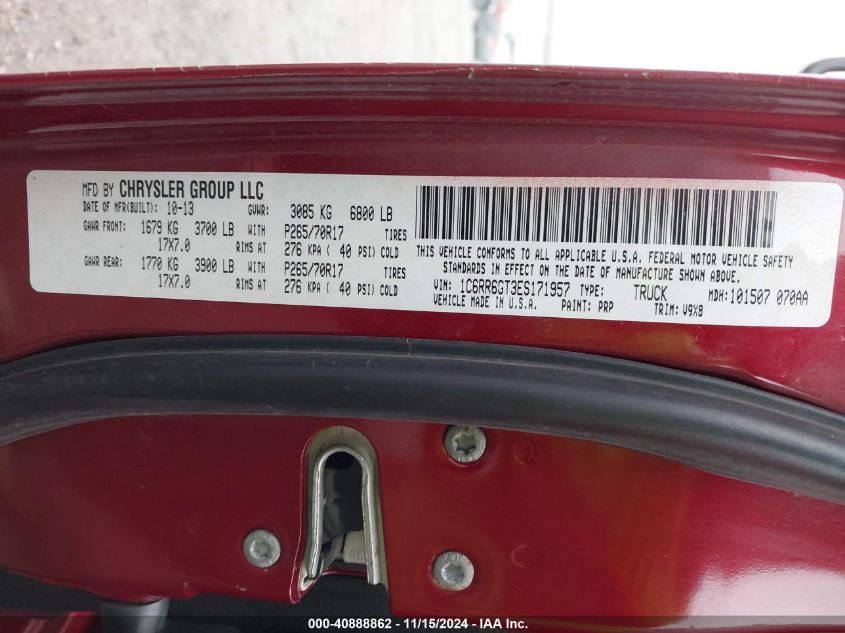 MFD BY CHRYSLER GROUP LLC
DATE OF MFR(BUILT): 10-13 GVWR: 3085 KG 6800 LB
GAWR FRONT: 1679 KG 3700 LB WITH P265/70R17 TIRES
17X7.0 RIMS AT 276 KPA ( 40 PSI) COLD
GAWR REAR: 1770 KG 3900 LB WITH P265/70R17 TIRES
17X7.0 RIMS AT 276 KPA ( 40 PSI) COLD
THIS VEHICLE CONFORMS TO ALL APPLICABLE U.S.A. FEDERAL MOTOR VEHICLE SAFETY
STANDARDS IN EFFECT ON THE DATE OF MANUFACTURE SHOWN ABOVE.
VIN: 1C6RR6GT3ES171957 TYPE: TRUCK MDH: 101507 070AA
VEHICLE MADE IN U.S.A. PAINT: PRP TRIM: V9X8
000-40888862 - 11/15/2024 - IAA Inc.